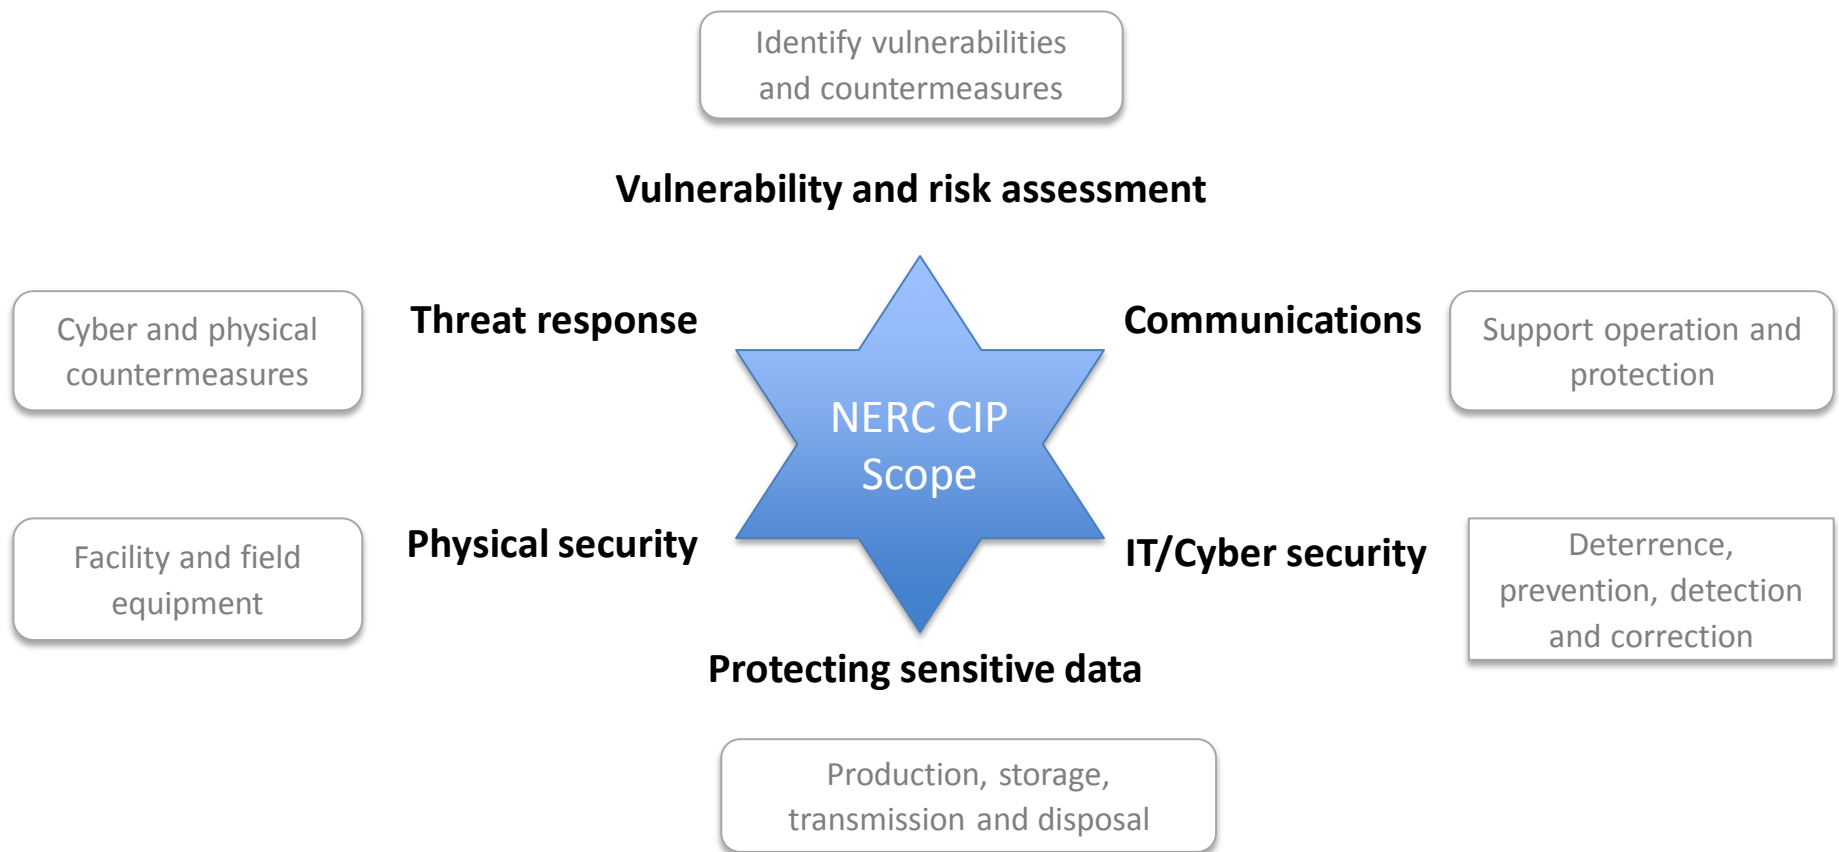 Identify vulnerabilities
and countermeasures
Vulnerability and risk assessment
Cyber and physical
countermeasures
Threat response
Communications
Support operation and
protection
NERC CIP
Scope
Facility and field
equipment
Physical security
IT/Cyber security
Deterrence,
prevention, detection
and correction
Protecting sensitive data
Production, storage,
transmission and disposal